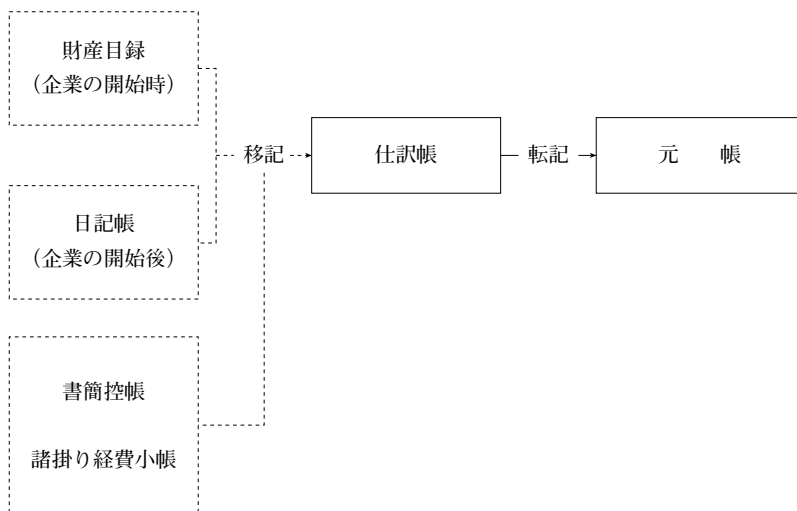 財産目録
（企業の開始時）
移記
仕訳帳
転記
元　　帳
日記帳
（企業の開始後）
書簡控帳
諸掛り経費小帳